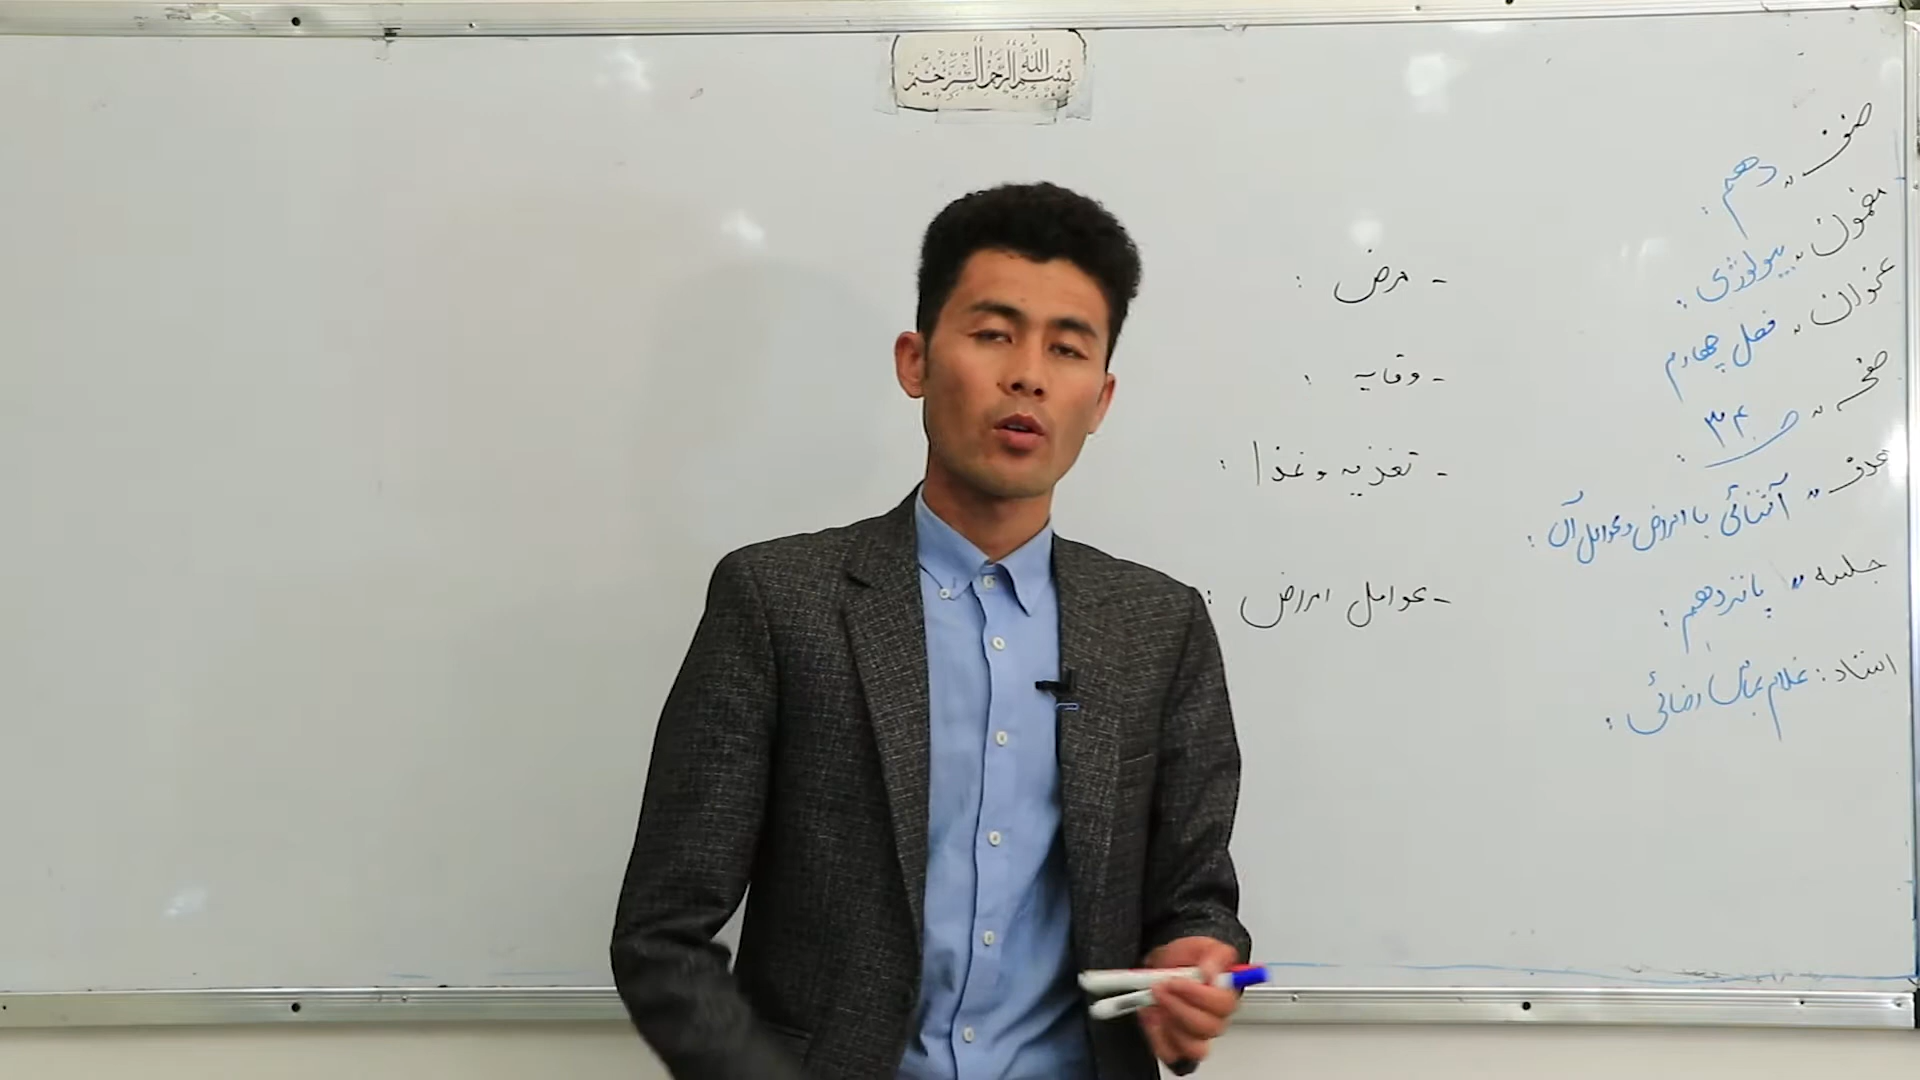 بسم الله الرحمن الرحيم
صنف " دهم :
مضمون " بیولوژی :
عنوان " فصل چهارم
صفحه " ص ۳۴ :
هدف " آشنائی با امراض و عوامل آن :
جلسه " پانزدهم :
استاد : غلام عباس رضائی :
- مرض :
- وقایه :
- تغذیه و غذا :
- عوامل امراض :